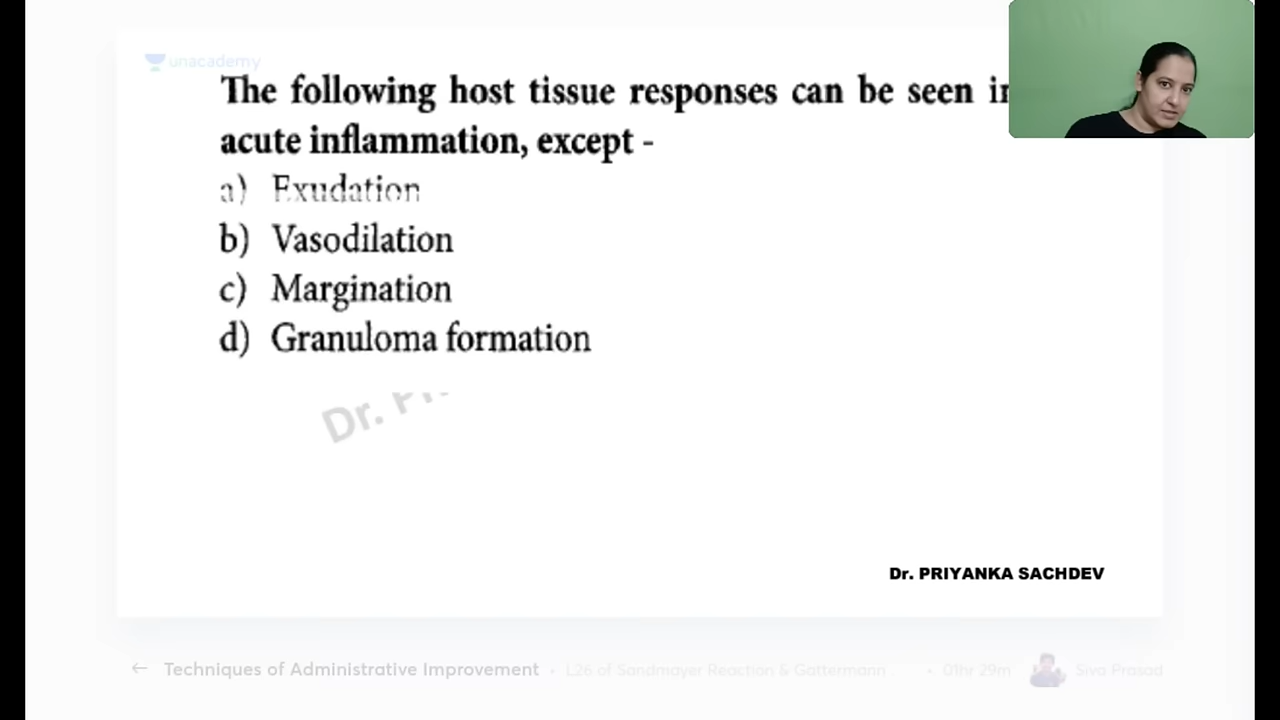 unacademy
The following host tissue responses can be seen in
acute inflammation, except -
a) Exudation
b) Vasodilation
c) Margination
d) Granuloma formation
Dr.
Dr. PRIYANKA SACHDEV
← Techniques of Administrative Improvement • L26 of Sandmayer Reaction & Gattermann • 01hr 29m Siva Prasad